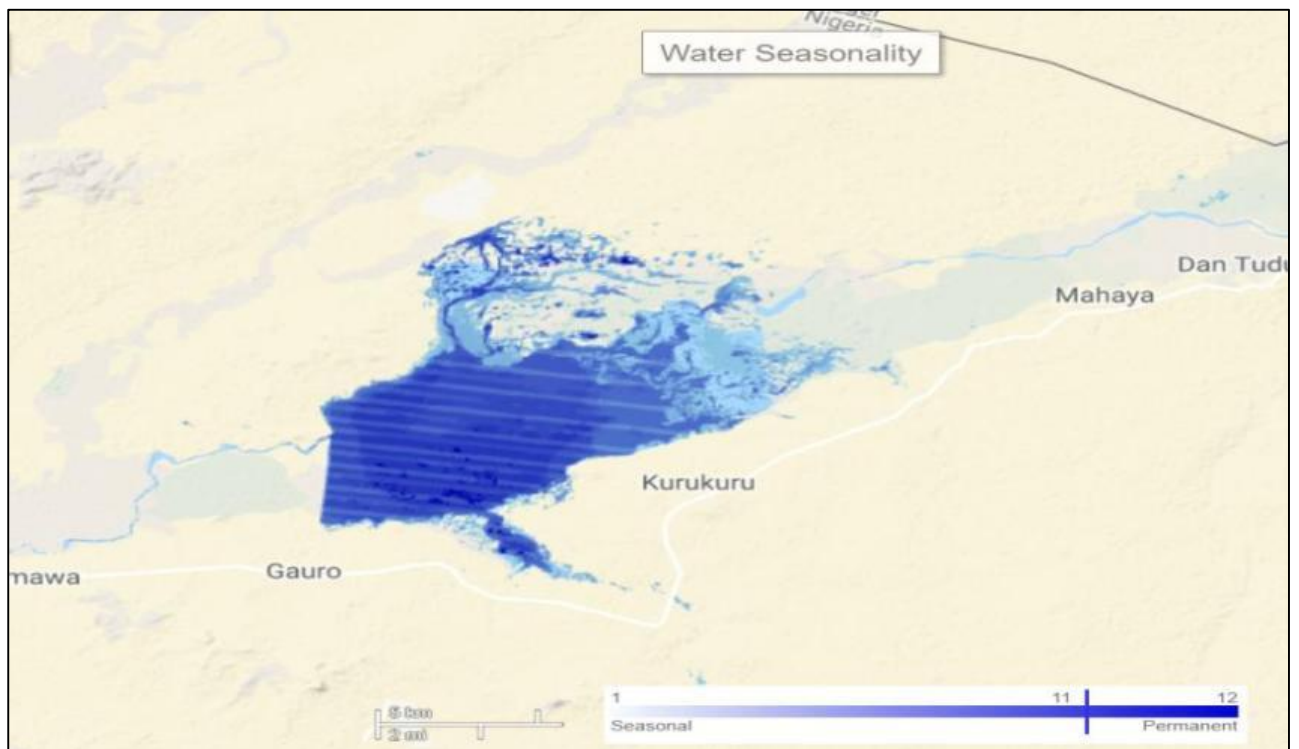 Nigeria
Water Seasonality
Dan Tudu
Mahaya
Kurukuru
Gauro
mawa
5 km
2 mi
1
11
12
Seasonal
Permanent